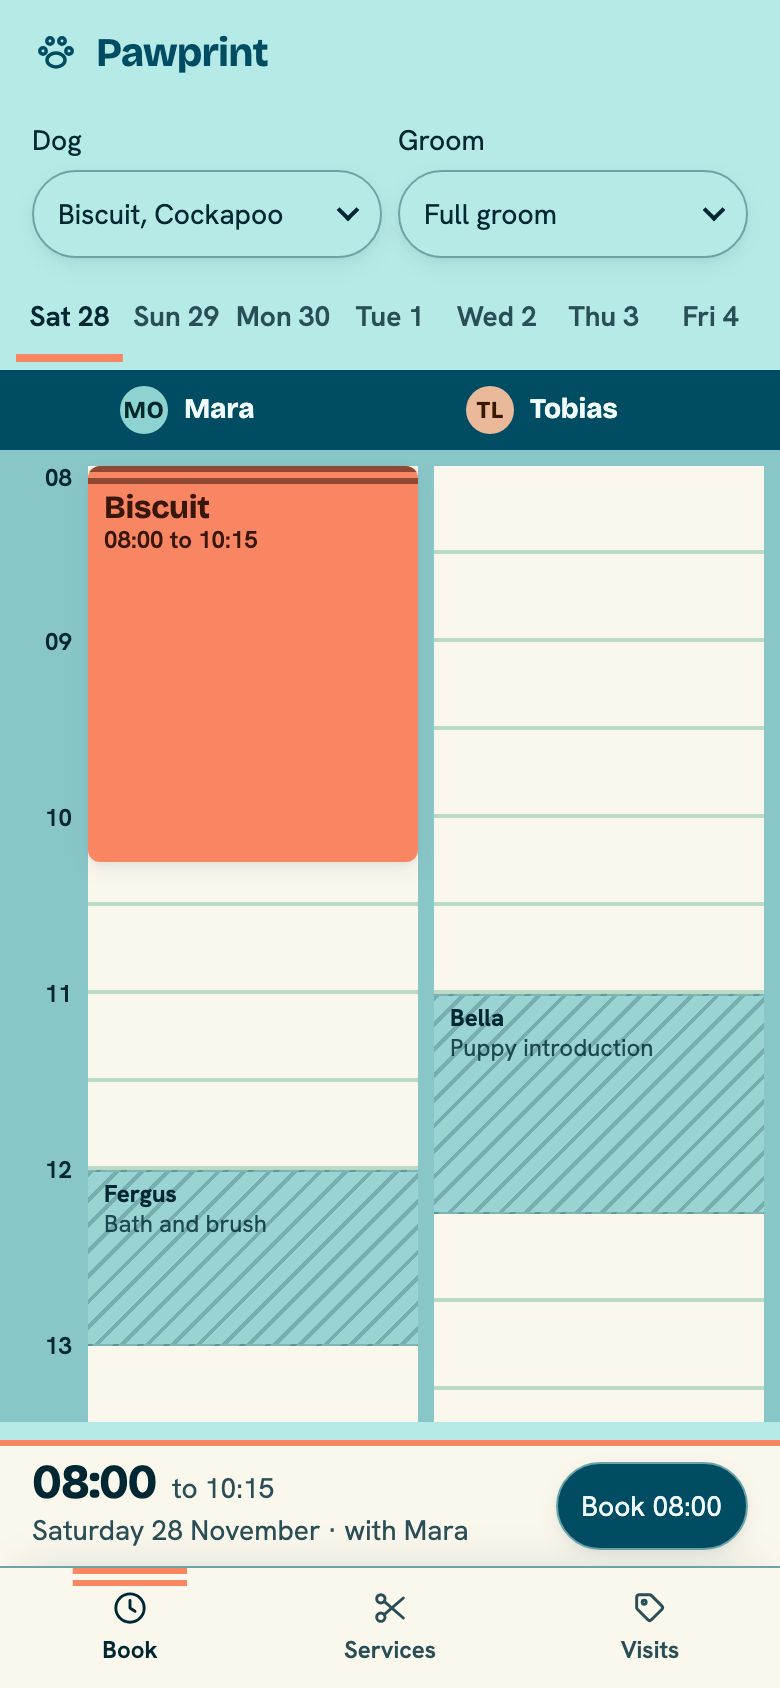 Pawprint
Dog
Groom
Biscuit, Cockapoo
Full groom
Sat 28
Sun 29
Mon 30
Tue 1
Wed 2
Thu 3
Fri 4
MO
Mara
TL
Tobias
08
Biscuit
08:00 to 10:15
09
10
11
Bella
Puppy introduction
12
Fergus
Bath and brush
13
08:00 to 10:15
Saturday 28 November · with Mara
Book 08:00
Book
Services
Visits